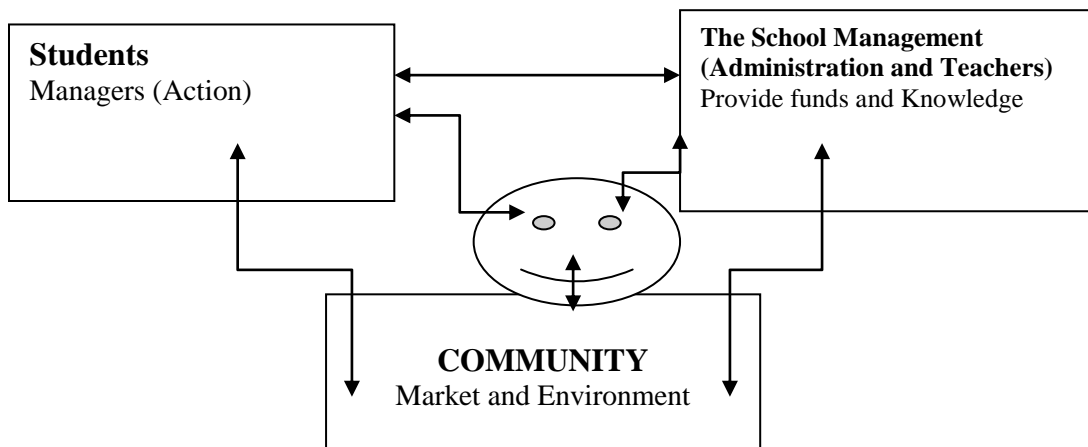 Students
Managers (Action)
The School Management
(Administration and Teachers)
Provide funds and Knowledge
COMMUNITY
Market and Environment